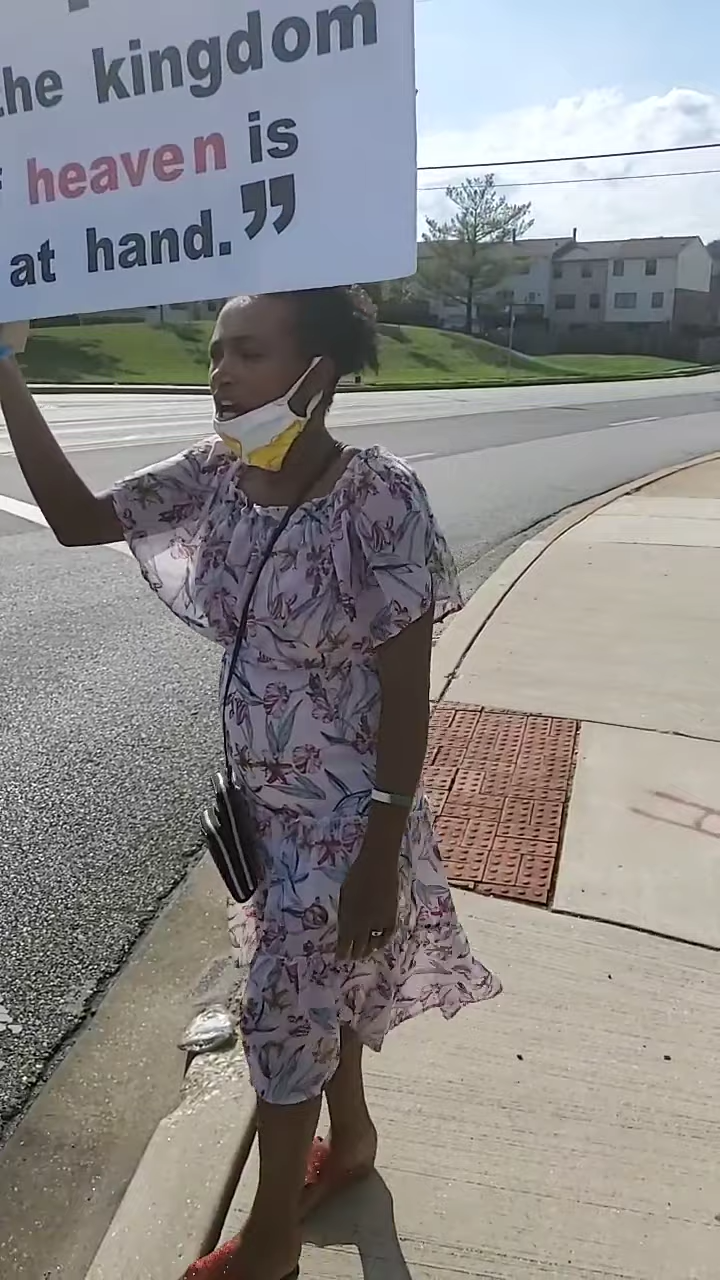 the kingdom
heaven is
at hand.”